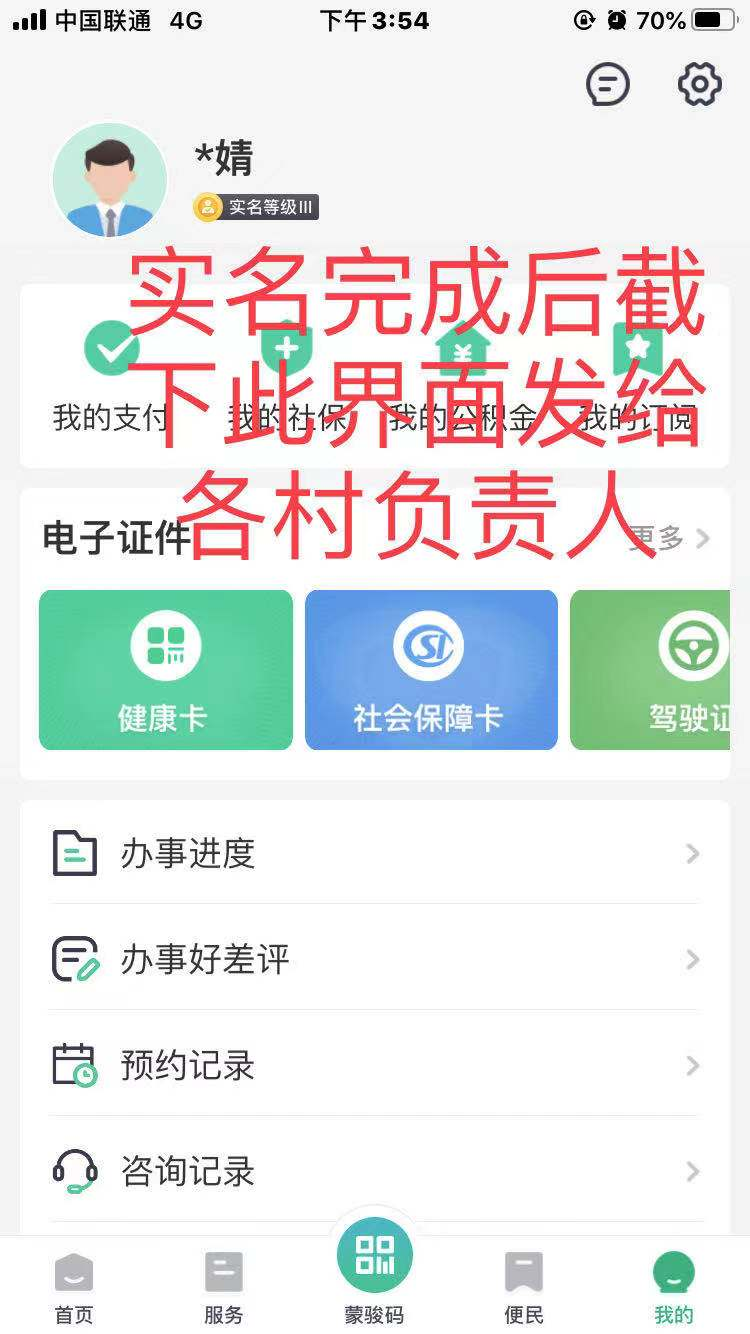 中国联通 4G 下午3:54 70%
*婧
实名等级III
实名完成后截
下此界面发给
各村负责人
我的支付 我的社保 我的公积金 我的订阅
电子证件 更多
健康卡 社会保障卡 驾驶证
办事进度
办事好差评
预约记录
咨询记录
首页 服务 蒙骏码 便民 我的